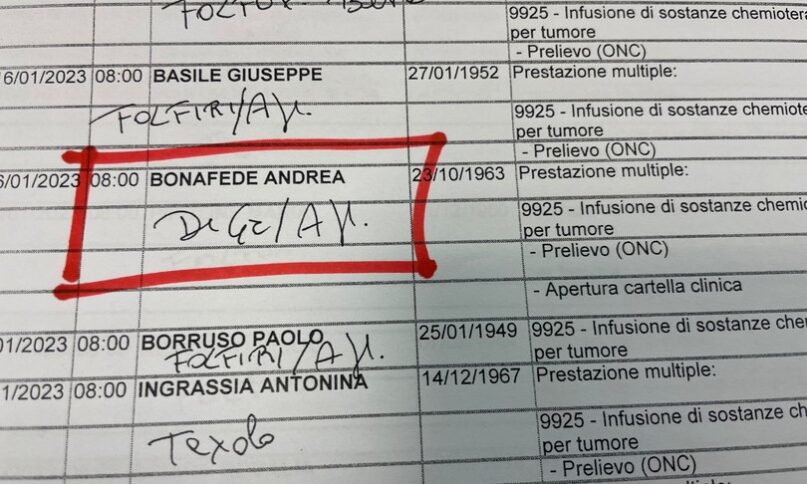 9925 - Infusione di sostanze chemiotera
per tumore
- Prelievo (ONC)
6/01/2023 08:00 BASILE GIUSEPPE 27/01/1952 Prestazione multiple:
FOLFIRI/Aμ.
9925 - Infusione di sostanze chemiote
per tumore
- Prelievo (ONC)
6/01/2023 08:00 BONAFEDE ANDREA 23/10/1963 Prestazione multiple:
9925 - Infusione di sostanze chemio
per tumore
- Prelievo (ONC)
- Apertura cartella clinica
01/2023 08:00 BORRUSO PAOLO 25/01/1949 9925 - Infusione di sostanze che
FOLFIRI/Aμ. per tumore
1/2023 08:00 INGRASSIA ANTONINA 14/12/1967 Prestazione multiple:
9925 - Infusione di sostanze c
per tumore
- Prelievo (ONC)